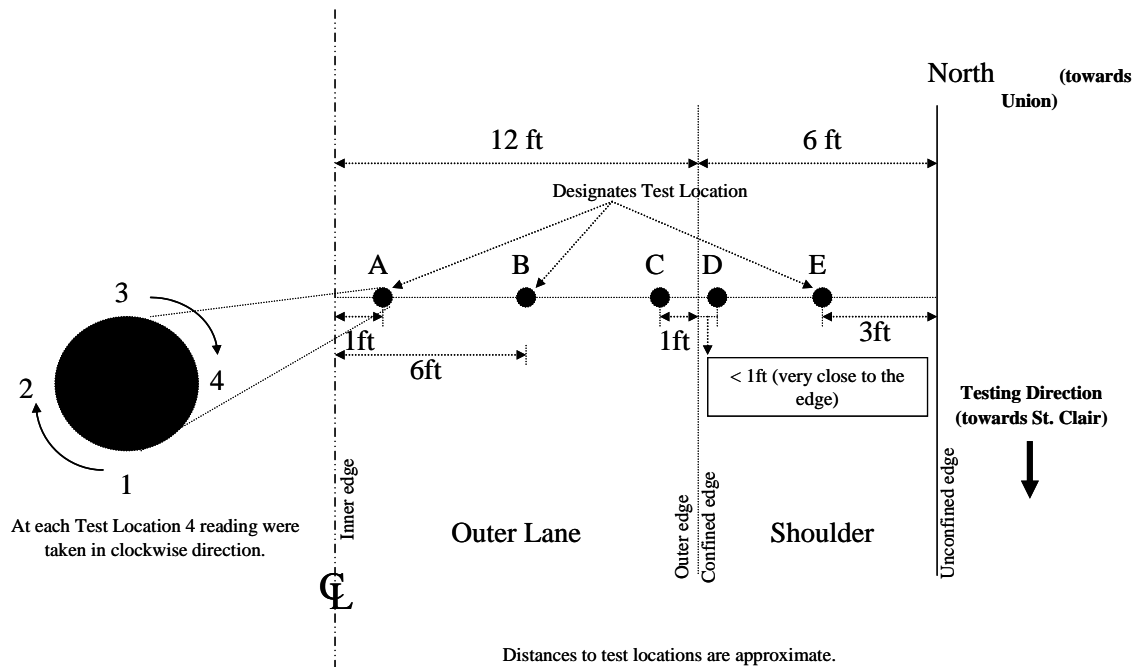 North (towards
Union)
12 ft
6 ft
Designates Test Location
A
B
C
D
E
3
2
4
1
1ft
6ft
1ft
3ft
< 1ft (very close to the
edge)
Testing Direction
(towards St. Clair)
At each Test Location 4 reading were
taken in clockwise direction.
Inner edge
Outer Lane
Outer edge
Confined edge
Shoulder
Unconfined edge
CL
Distances to test locations are approximate.